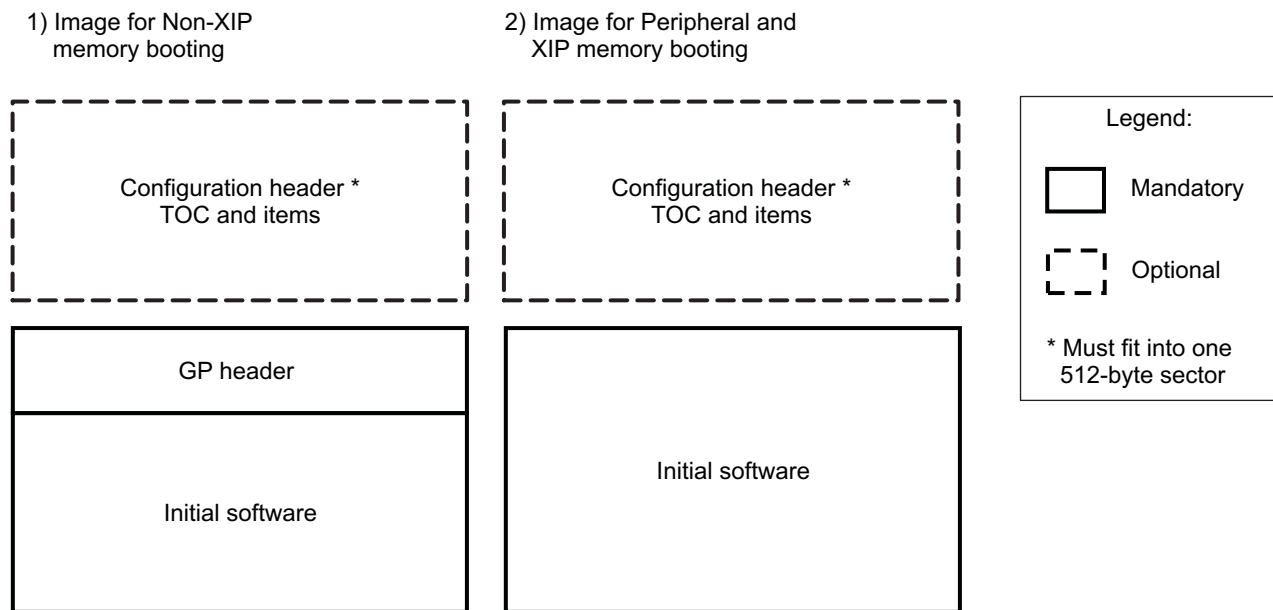 1) Image for Non-XIP
memory booting
2) Image for Peripheral and
XIP memory booting
Configuration header *
TOC and items
Configuration header *
TOC and items
GP header
Initial software
Initial software
Legend:
Mandatory
Optional
* Must fit into one
512-byte sector